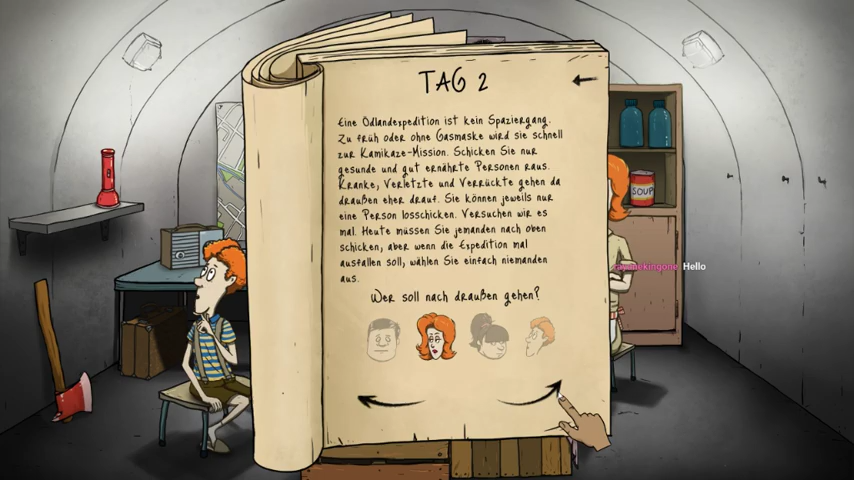 TAG 2
Eine Ödlandexpedition ist kein Spaziergang.
Zu früh oder ohne Gasmaske wird sie schnell
zur Kamikaze-Mission. Schicken Sie nur
gesunde und gut ernährte Personen raus.
Kranke, Verletzte und Verrückte gehen da
draußen eher drauf. Sie können jeweils nur
eine Person losschicken. Versuchen wir es
mal. Heute müssen Sie jemanden nach oben
schicken, aber wenn die Expedition mal
ausfallen soll, wählen Sie einfach niemanden
aus.
SOUP
Hello
Wer soll nach draußen gehen?